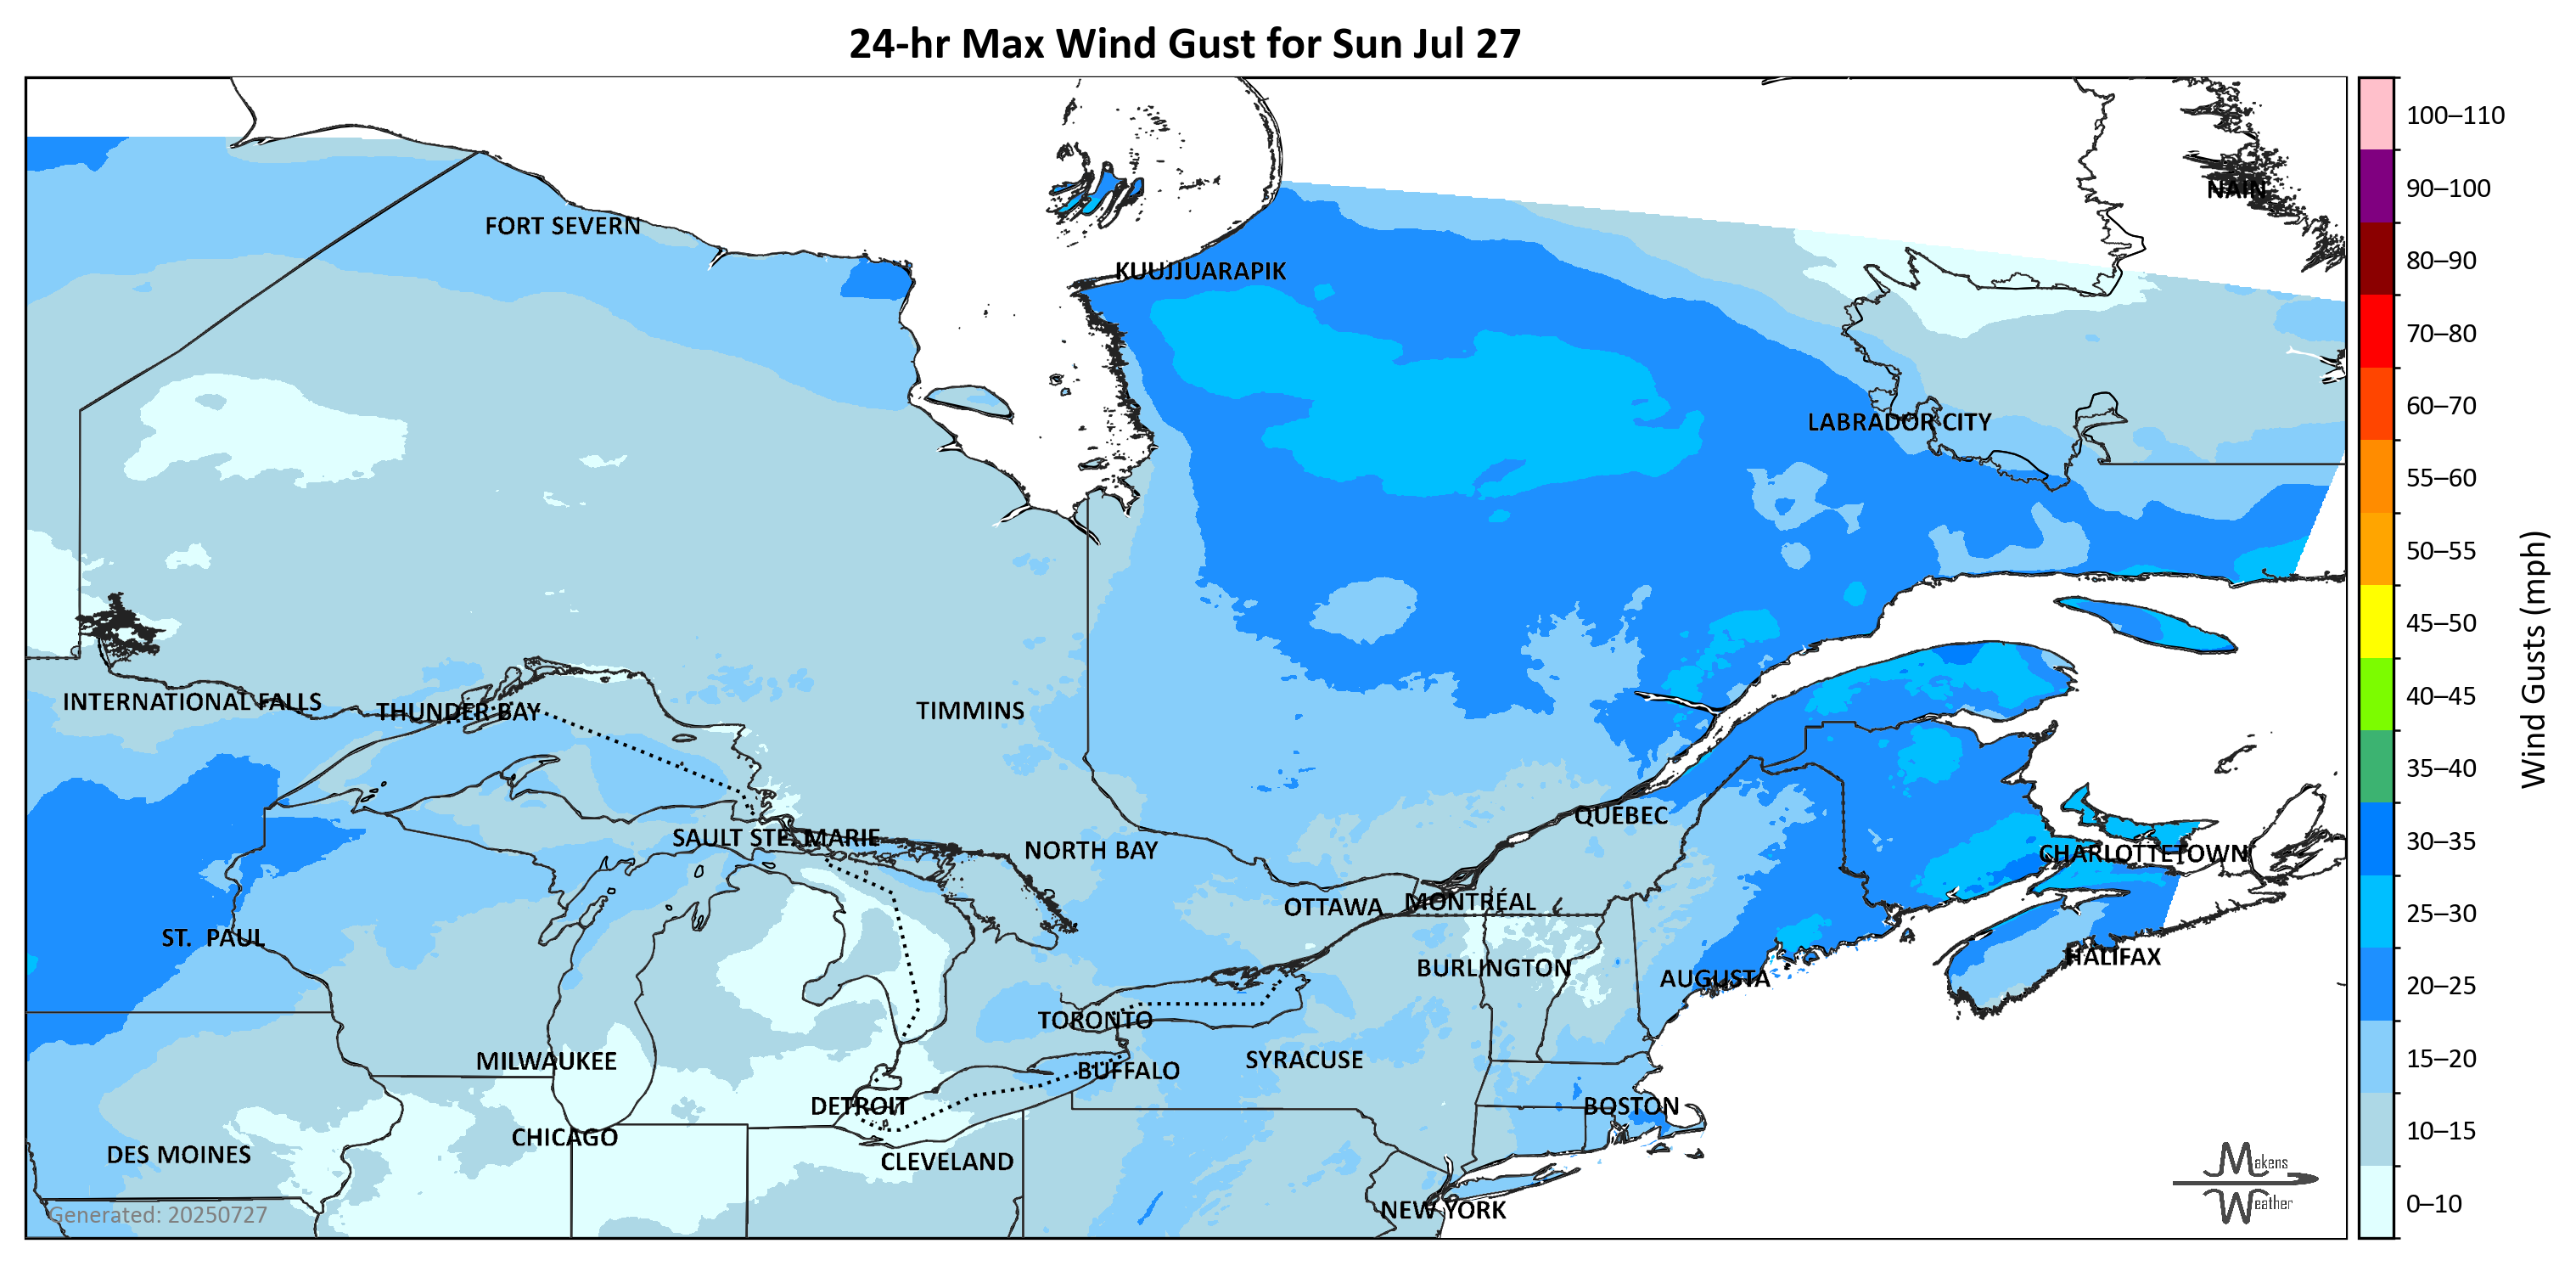 24-hr Max Wind Gust for Sun Jul 27
100–110
90–100
NAIN
FORT SEVERN
80–90
KUUJJUARAPIK
70–80
60–70
LABRADOR CITY
55–60
50–55
45–50
40–45
INTERNATIONAL FALLS
THUNDER BAY
TIMMINS
35–40
Wind Gusts (mph)
QUEBEC
SAULT STE. MARIE
NORTH BAY
CHARLOTTETOWN
30–35
OTTAWA
MONTRÉAL
25–30
ST. PAUL
BURLINGTON
AUGUSTA
HALIFAX
20–25
TORONTO
MILWAUKEE
BUFFALO
SYRACUSE
15–20
DETROIT
BOSTON
CHICAGO
10–15
DES MOINES
CLEVELAND
Makens
Weather
Generated: 20250727
NEW YORK
0–10